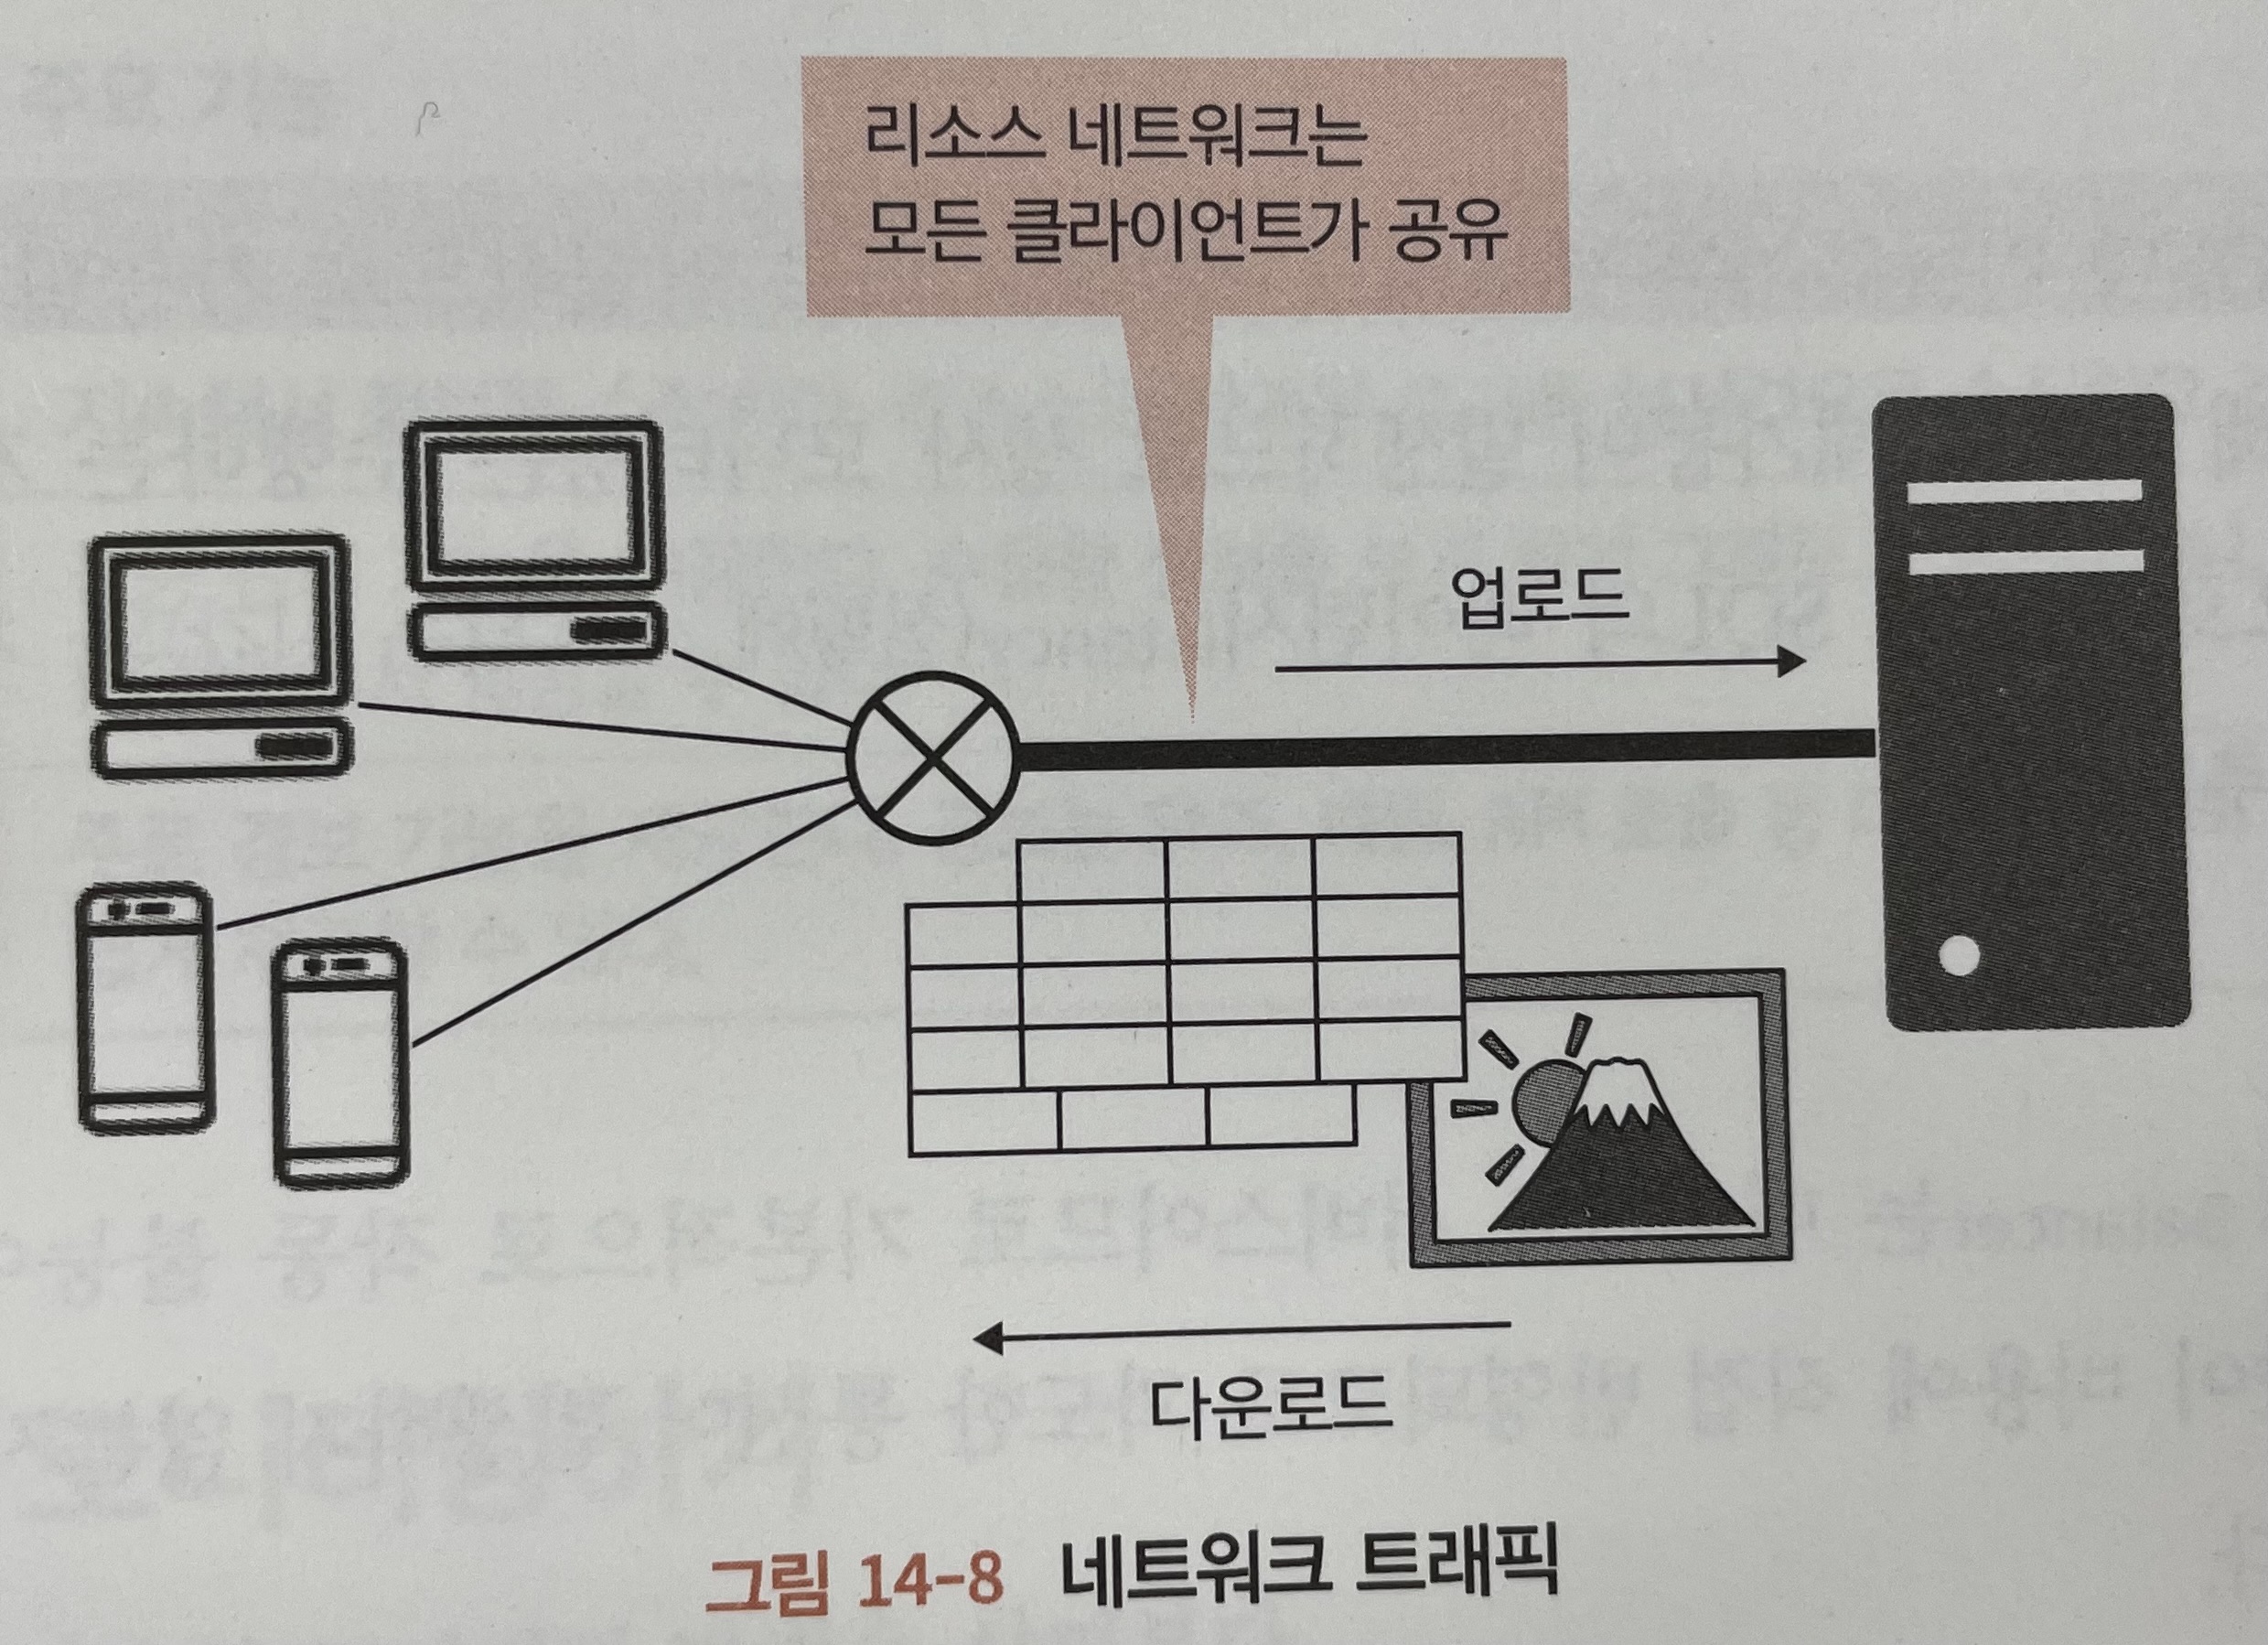 리소스 네트워크는
모든 클라이언트가 공유
업로드
다운로드
그림 14-8 네트워크 트래픽